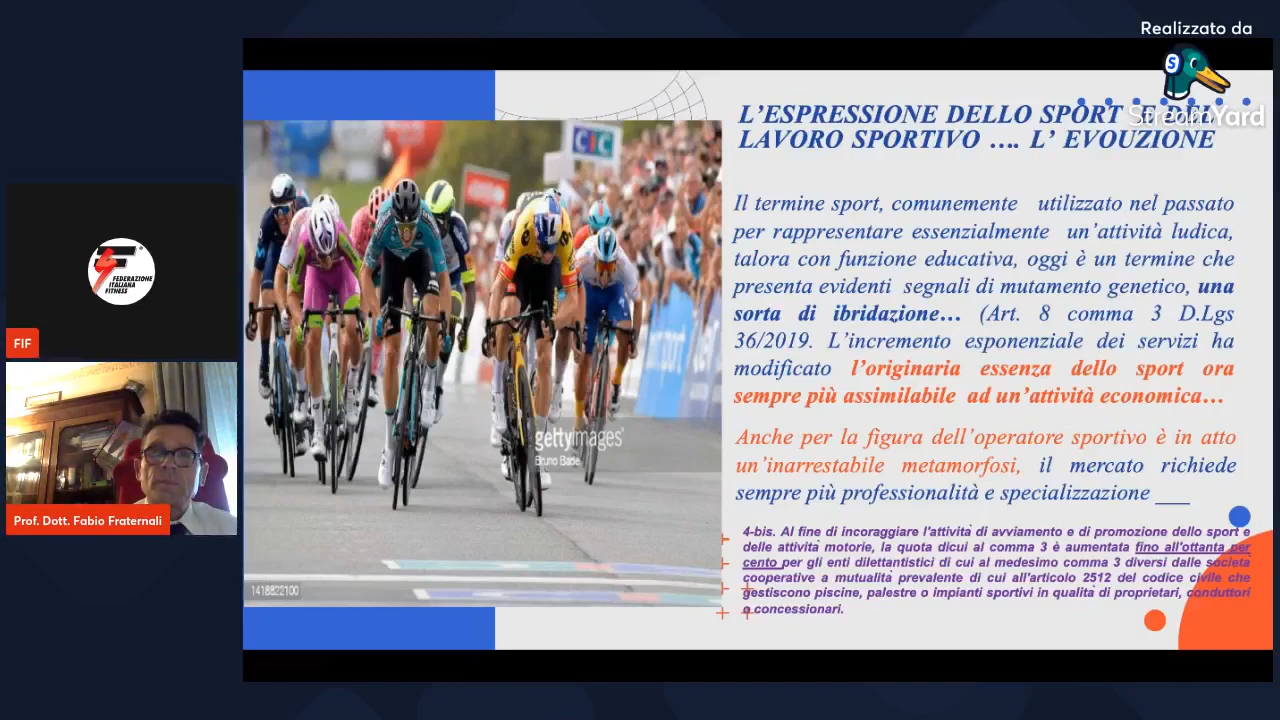 Realizzato da
StreamYard
L'ESPRESSIONE DELLO SPORT E DEL
LAVORO SPORTIVO .... L' EVOUZIONE
Il termine sport, comunemente utilizzato nel passato
per rappresentare essenzialmente un'attività ludica,
talora con funzione educativa, oggi è un termine che
presenta evidenti segnali di mutamento genetico, una
sorta di ibridazione… (Art. 8 comma 3 D.Lgs
36/2019. L'incremento esponenziale dei servizi ha
modificato l'originaria essenza dello sport ora
sempre più assimilabile ad un'attività economica…
Anche per la figura dell'operatore sportivo è in atto
un'inarrestabile metamorfosi, il mercato richiede
sempre più professionalità e specializzazione ___
4-bis. Al fine di incoraggiare l'attività di avviamento e di promozione dello sport e
delle attività motorie, la quota dicui al comma 3 è aumentata fino all'ottanta per
cento per gli enti dilettantistici di cui al medesimo comma 3 diversi dalle società
cooperative a mutualità prevalente di cui all'articolo 2512 del codice civile che
gestiscono piscine, palestre o impianti sportivi in qualità di proprietari, conduttori
o concessionari.
CIC
gettyimages
Bruno Bade
1418822100
FEDERAZIONE
ITALIANA
FITNESS
FIF
Prof. Dott. Fabio Fraternali